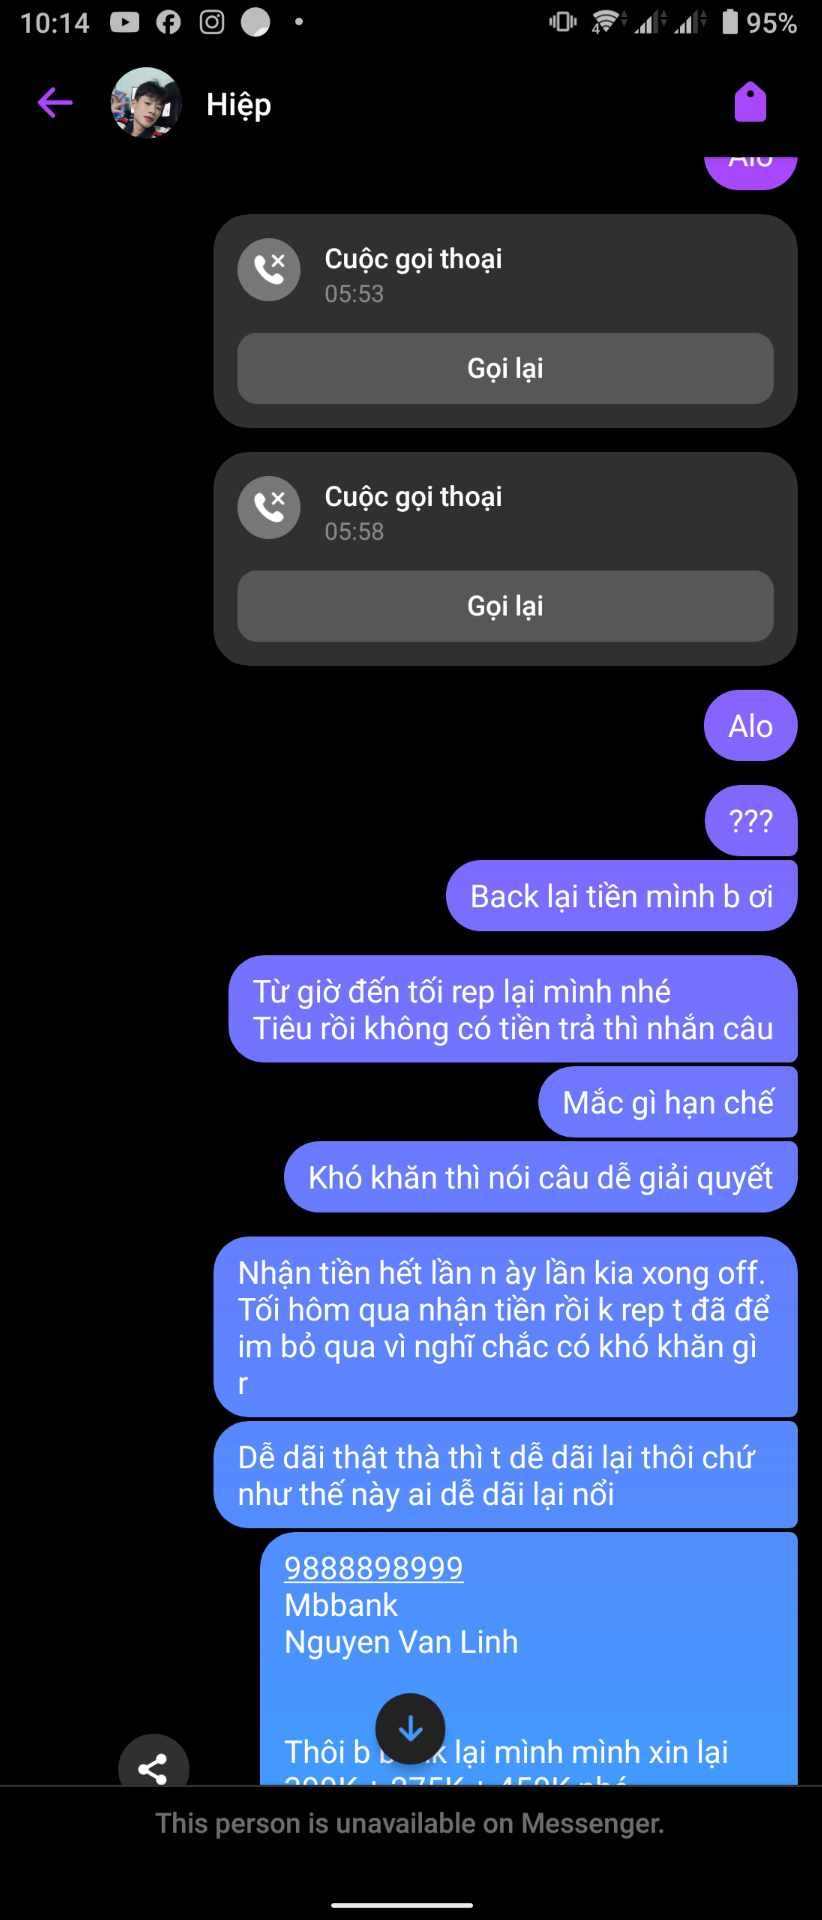 10:14
95%
Hiệp
Alo
Cuộc gọi thoại
05:53
Gọi lại
Cuộc gọi thoại
05:58
Gọi lại
Alo
???
Back lại tiền mình b ơi
Từ giờ đến tối rep lại mình nhé
Tiêu rồi không có tiền trả thì nhắn câu
Mắc gì hạn chế
Khó khăn thì nói câu dễ giải quyết
Nhận tiền hết lần n ày lần kia xong off.
Tối hôm qua nhận tiền rồi k rep t đã để
im bỏ qua vì nghĩ chắc có khó khăn gì
r
Dễ dãi thật thà thì t dễ dãi lại thôi chứ
như thế này ai dễ dãi lại nổi
9888898999
Mbbank
Nguyen Van Linh
Thôi b lại mình mình xin lại
This person is unavailable on Messenger.